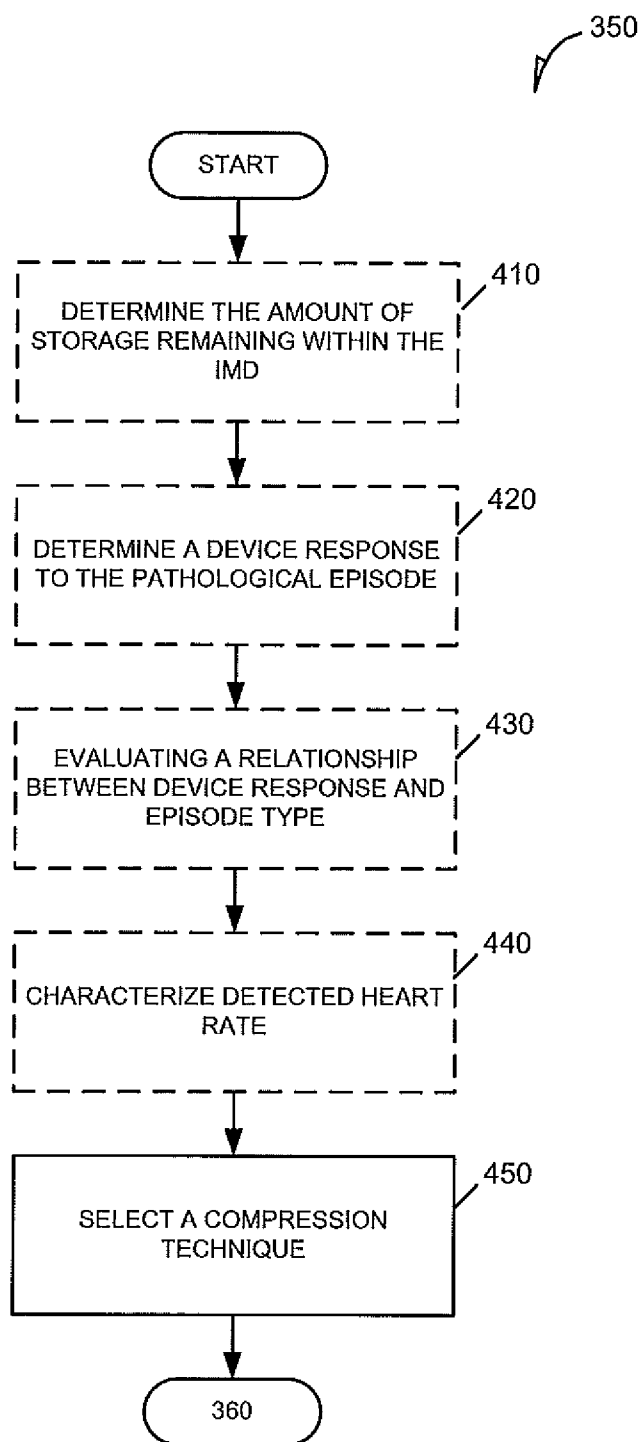 350
START
410
DETERMINE THE AMOUNT OF
STORAGE REMAINING WITHIN THE
IMD
420
DETERMINE A DEVICE RESPONSE
TO THE PATHOLOGICAL EPISODE
430
EVALUATING A RELATIONSHIP
BETWEEN DEVICE RESPONSE AND
EPISODE TYPE
440
CHARACTERIZE DETECTED HEART
RATE
450
SELECT A COMPRESSION
TECHNIQUE
360